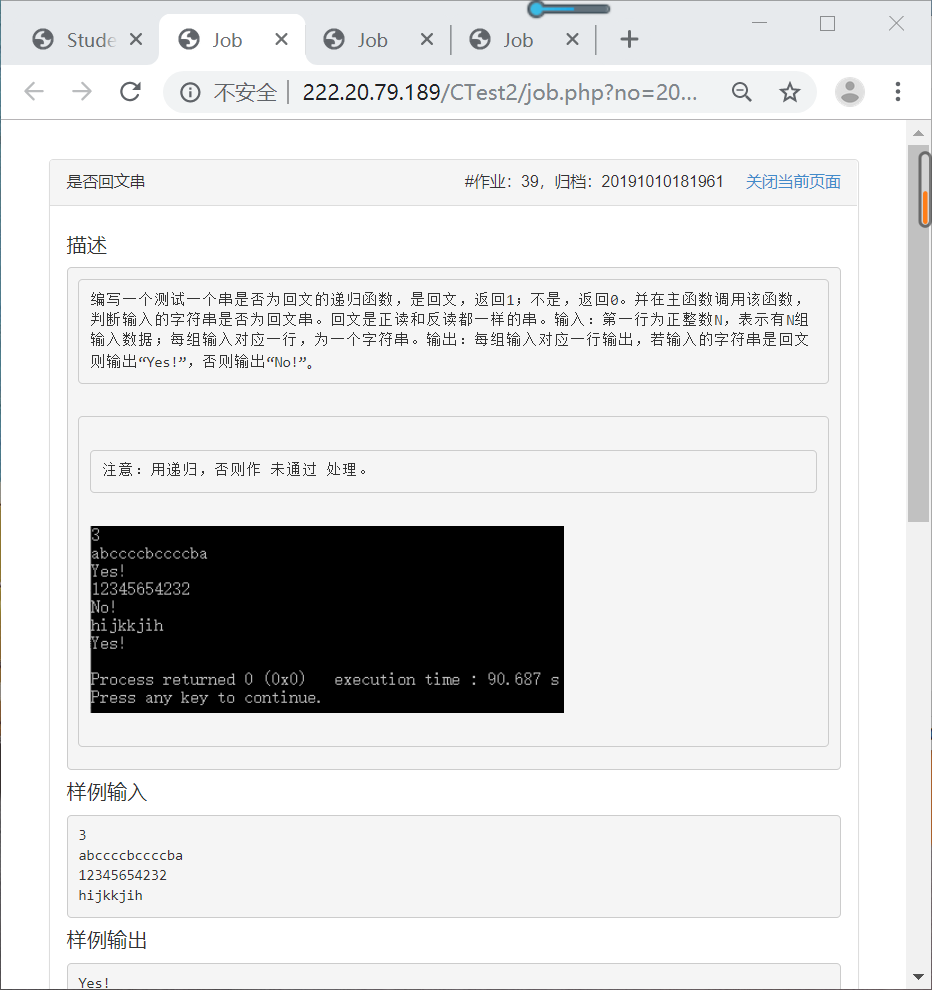 Stude
Job
Job
Job
不安全 222.20.79.189/CTest2/job.php?no=20...
是否回文串 #作业：39，归档：20191010181961 关闭当前页面
描述
编写一个测试一个串是否为回文的递归函数，是回文，返回1；不是，返回0。并在主函数调用该函数，
判断输入的字符串是否为回文串。回文是正读和反读都一样的串。输入：第一行为正整数N，表示有N组
输入数据；每组输入对应一行，为一个字符串。输出：每组输入对应一行输出，若输入的字符串是回文
则输出“Yes!”，否则输出“No!”。
注意：用递归，否则作 未通过 处理。
3
abccccbccccba
Yes!
12345654232
No!
hijkkjih
Yes!
Process returned 0 (0x0)   execution time : 90.687 s
Press any key to continue.
样例输入
3
abccccbccccba
12345654232
hijkkjih
样例输出
Yes!